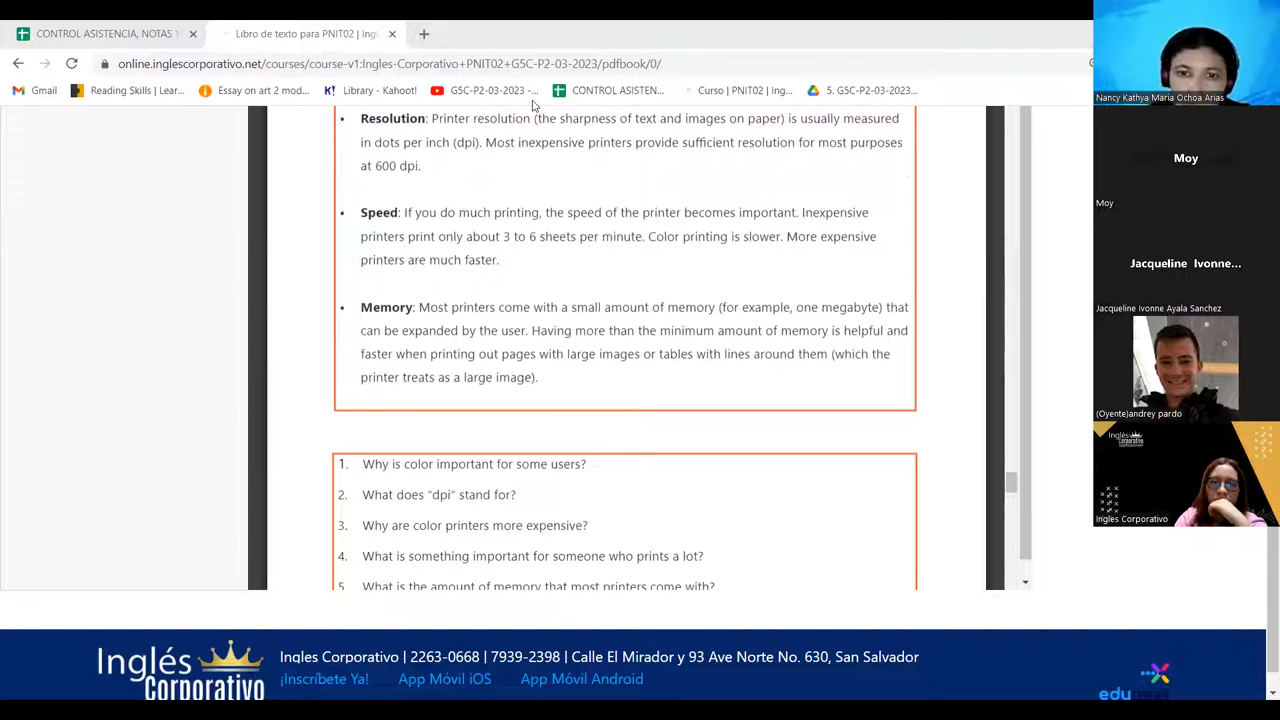 CONTROL ASISTENCIA, NOTAS
Libro de texto para PNIT02 | Ingl
online.inglescorporativo.net/courses/course-v1:Ingles-Corporativo+PNIT02+G5C-P2-03-2023/pdfbook/0/
Gmail
Reading Skills | Lear...
Essay on art 2 mod...
Library - Kahoot!
G5C-P2-03-2023 -...
CONTROL ASISTEN...
Curso | PNIT02 | Ing...
5. G5C-P2-03-2023...
• Resolution: Printer resolution (the sharpness of text and images on paper) is usually measured
in dots per inch (dpi). Most inexpensive printers provide sufficient resolution for most purposes
at 600 dpi.
• Speed: If you do much printing, the speed of the printer becomes important. Inexpensive
printers print only about 3 to 6 sheets per minute. Color printing is slower. More expensive
printers are much faster.
• Memory: Most printers come with a small amount of memory (for example, one megabyte) that
can be expanded by the user. Having more than the minimum amount of memory is helpful and
faster when printing out pages with large images or tables with lines around them (which the
printer treats as a large image).
1. Why is color important for some users?
2. What does "dpi" stand for?
3. Why are color printers more expensive?
4. What is something important for someone who prints a lot?
5. What is the amount of memory that most printers come with?
Inglés
Corporativo
Ingles Corporativo | 2263-0668 | 7939-2398 | Calle El Mirador y 93 Ave Norte No. 630, San Salvador
¡Inscríbete Ya!
App Móvil iOS
App Móvil Android
Nancy Kathya Maria Ochoa Arias
Moy
Moy
Jacqueline Ivonne...
Jacqueline Ivonne Ayala Sanchez
(Oyente)andrey pardo
Inglés
Corporativo
Ingles Corporativo